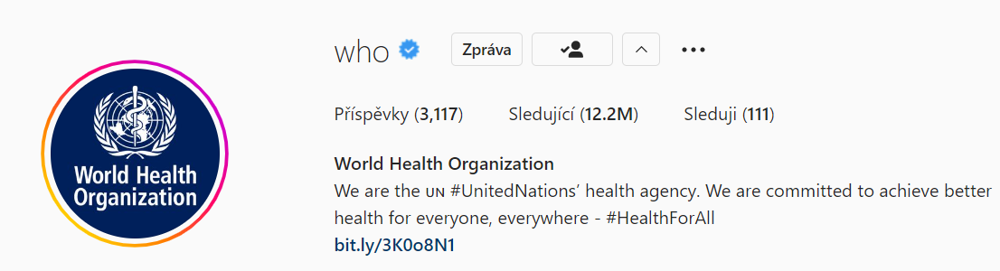 who
Zpráva
Příspěvky (3,117) Sledující (12.2M) Sleduji (111)
World Health
Organization
World Health Organization
We are the ᴜɴ #UnitedNations’ health agency. We are committed to achieve better
health for everyone, everywhere - #HealthForAll
bit.ly/3K0o8N1